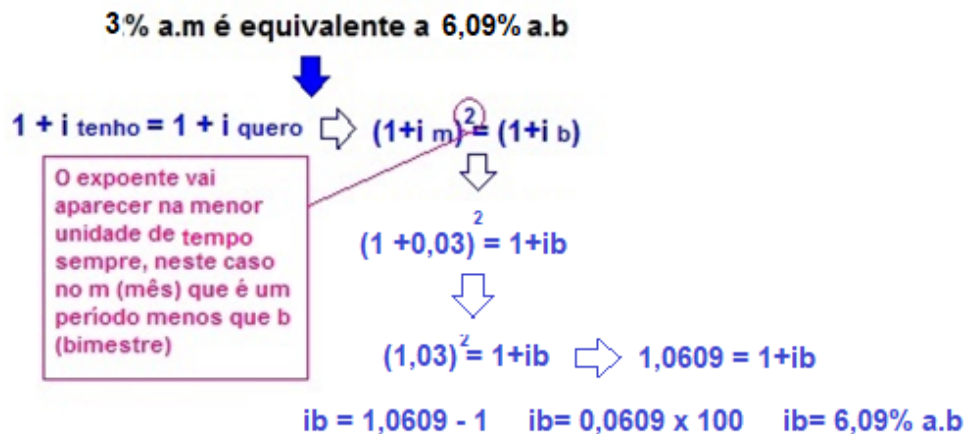 3% a.m é equivalente a 6,09% a.b
1 + i tenho = 1 + i quero (1+i m)² = (1+i b)
O expoente vai
aparecer na menor
unidade de tempo
sempre, neste caso
no m (mês) que é um
período menos que b
(bimestre)
(1 +0,03)² = 1+ib
(1,03)² = 1+ib 1,0609 = 1+ib
ib = 1,0609 - 1 ib= 0,0609 x 100 ib= 6,09% a.b